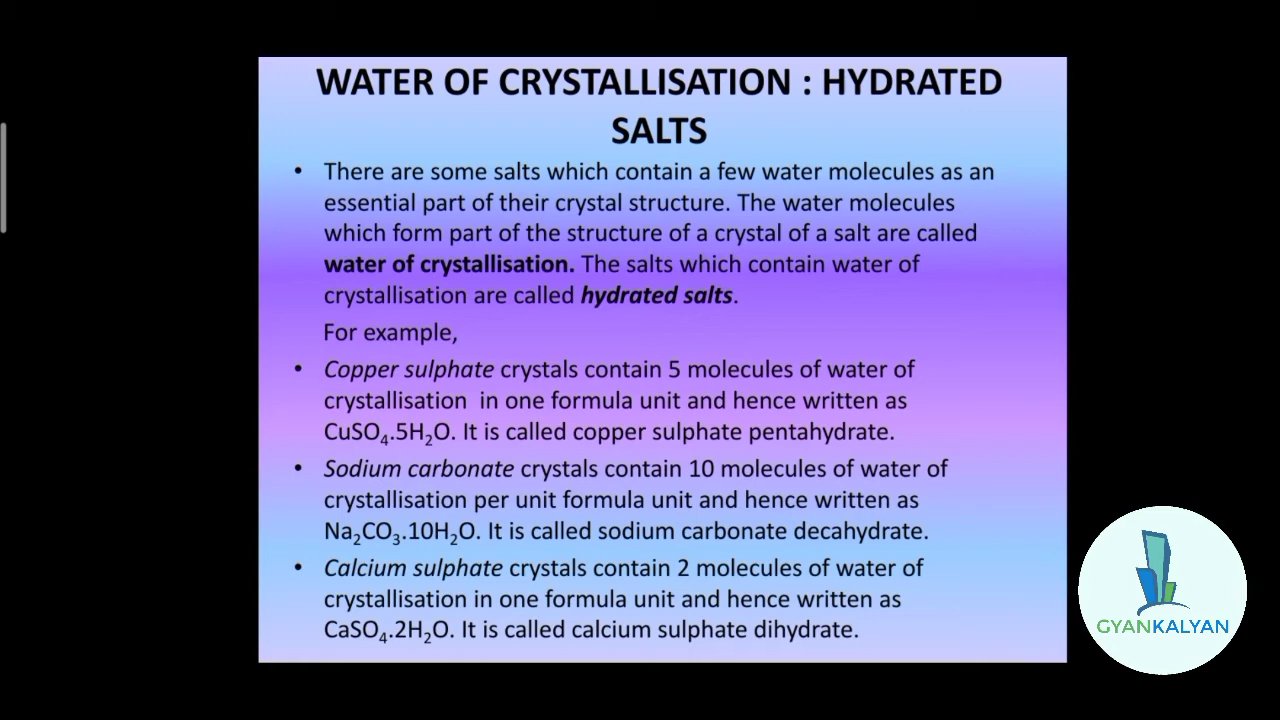 WATER OF CRYSTALLISATION : HYDRATED
SALTS
• There are some salts which contain a few water molecules as an
essential part of their crystal structure. The water molecules
which form part of the structure of a crystal of a salt are called
water of crystallisation. The salts which contain water of
crystallisation are called hydrated salts.
For example,
• Copper sulphate crystals contain 5 molecules of water of
crystallisation in one formula unit and hence written as
CuSO₄.5H₂O. It is called copper sulphate pentahydrate.
• Sodium carbonate crystals contain 10 molecules of water of
crystallisation per unit formula unit and hence written as
Na₂CO₃.10H₂O. It is called sodium carbonate decahydrate.
• Calcium sulphate crystals contain 2 molecules of water of
crystallisation in one formula unit and hence written as
CaSO₄.2H₂O. It is called calcium sulphate dihydrate.
GYANKALYAN